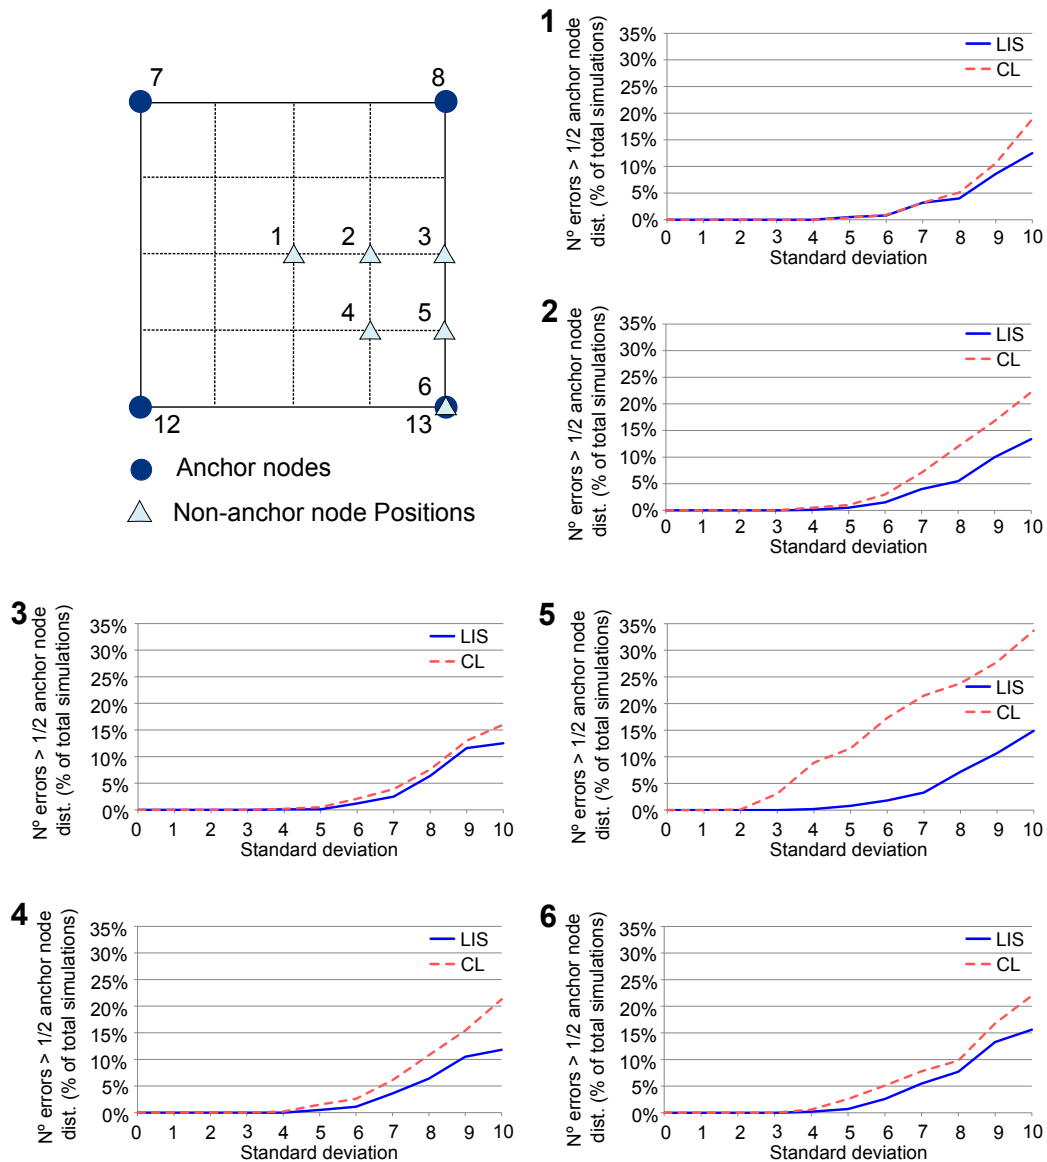 7
8
1
2
3
4
5
6
12
13
Anchor nodes
Non-anchor node Positions
1
Nº errors > 1/2 anchor node
dist. (% of total simulations)
35%
30%
25%
20%
15%
10%
5%
0%
LIS
CL
0 1 2 3 4 5 6 7 8 9 10
Standard deviation
2
Nº errors > 1/2 anchor node
dist. (% of total simulations)
35%
30%
25%
20%
15%
10%
5%
0%
LIS
CL
0 1 2 3 4 5 6 7 8 9 10
Standard deviation
3
Nº errors > 1/2 anchor node
dist. (% of total simulations)
35%
30%
25%
20%
15%
10%
5%
0%
LIS
CL
0 1 2 3 4 5 6 7 8 9 10
Standard deviation
5
Nº errors > 1/2 anchor node
dist. (% of total simulations)
35%
30%
25%
20%
15%
10%
5%
0%
LIS
CL
0 1 2 3 4 5 6 7 8 9 10
Standard deviation
4
Nº errors > 1/2 anchor node
dist. (% of total simulations)
35%
30%
25%
20%
15%
10%
5%
0%
LIS
CL
0 1 2 3 4 5 6 7 8 9 10
Standard deviation
6
Nº errors > 1/2 anchor node
dist. (% of total simulations)
35%
30%
25%
20%
15%
10%
5%
0%
LIS
CL
0 1 2 3 4 5 6 7 8 9 10
Standard deviation